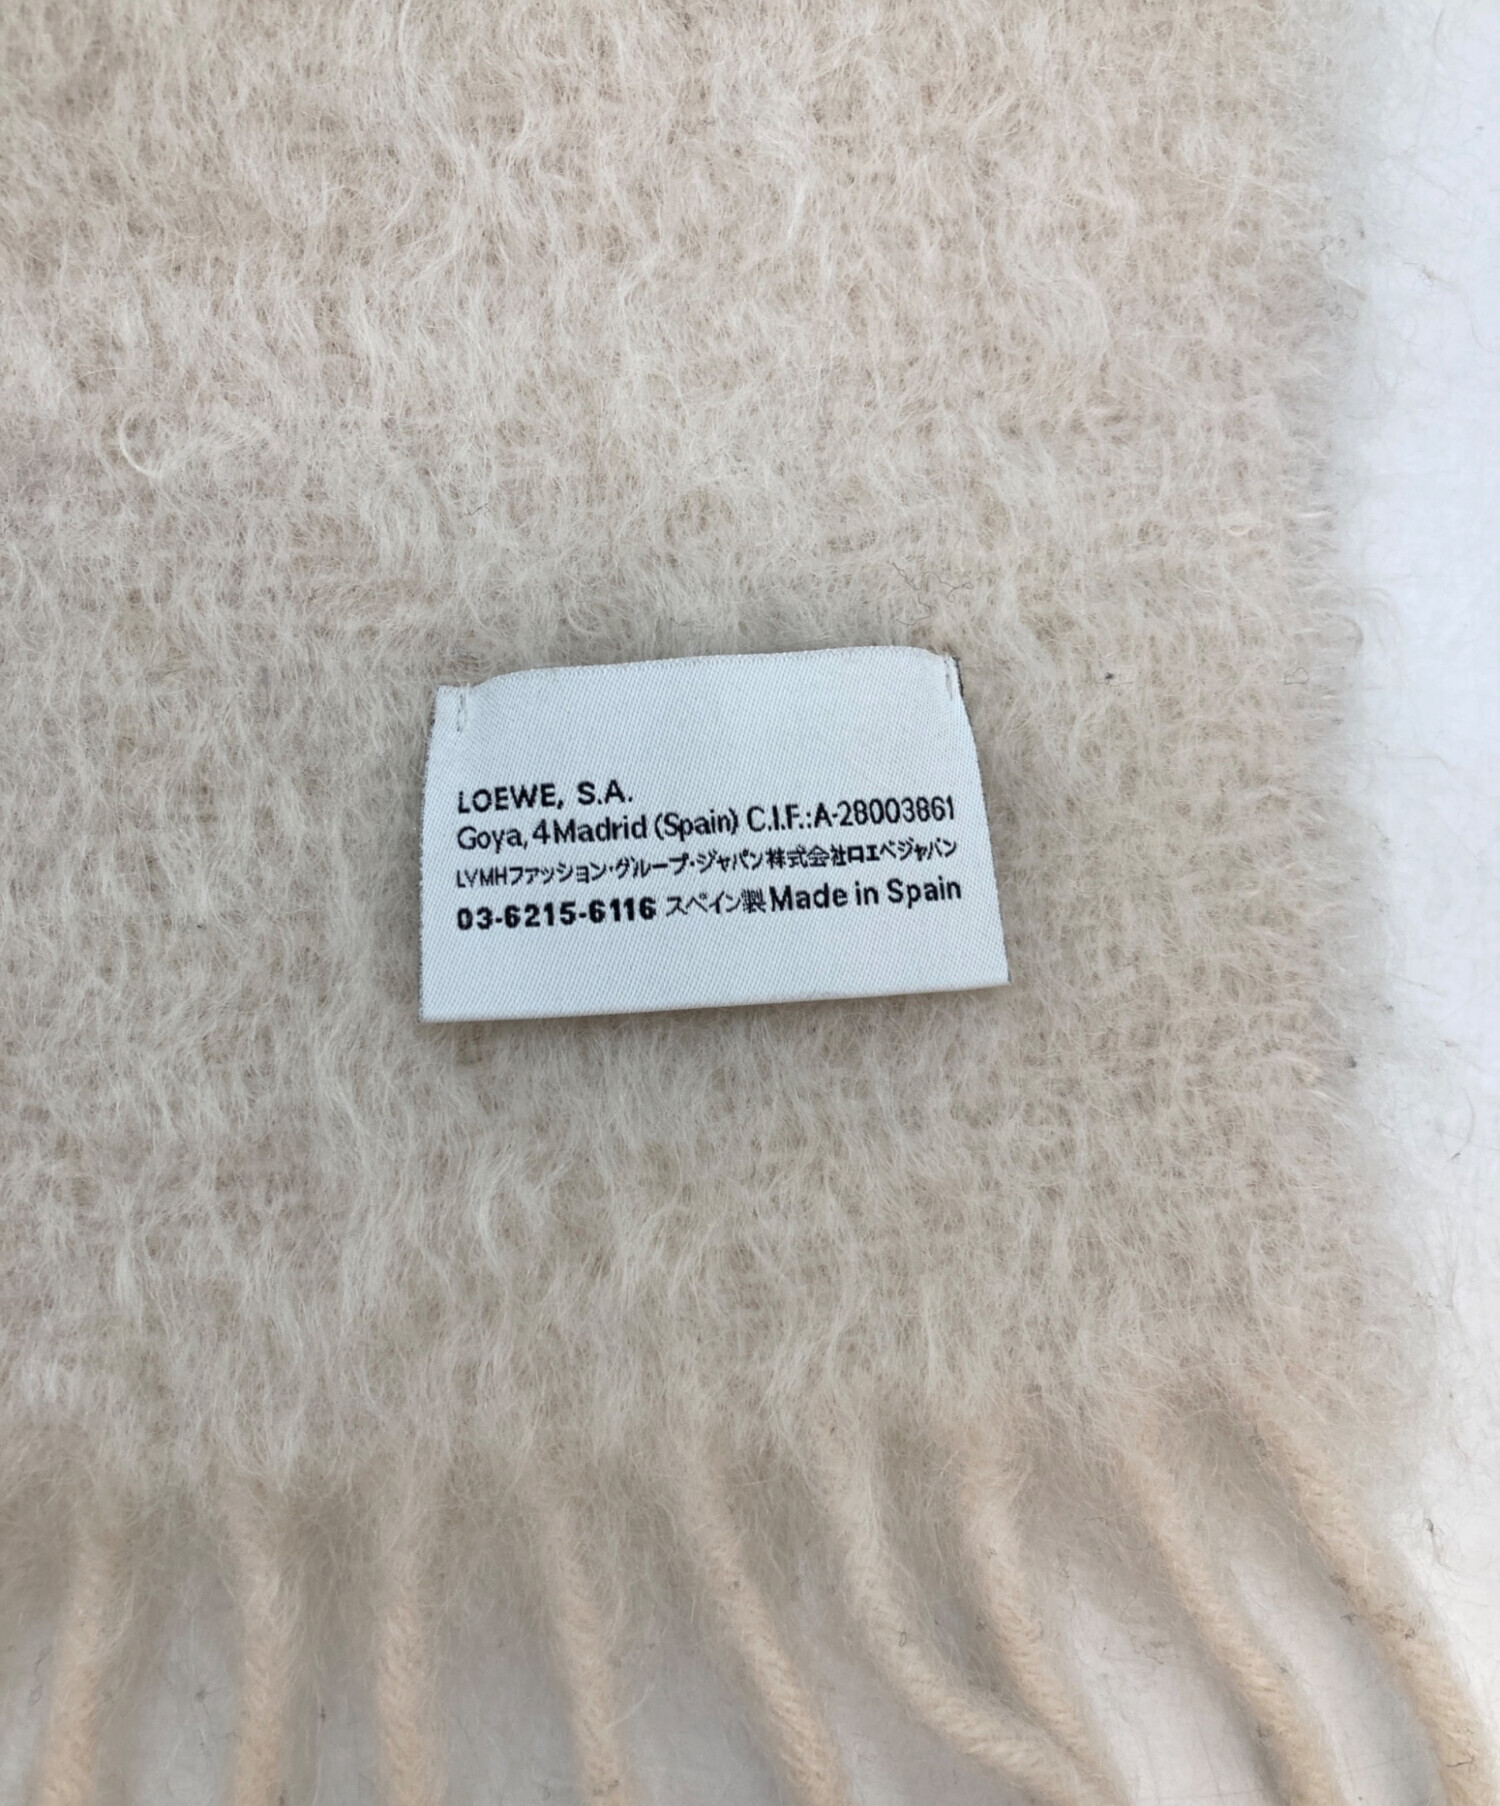 LOEWE, S.A.
Goya, 4 Madrid (Spain) C.I.F.:A-28003861
LVMHファッション・グループ・ジャパン株式会社ロエベジャパン
03-6215-6116 スペイン製 Made in Spain